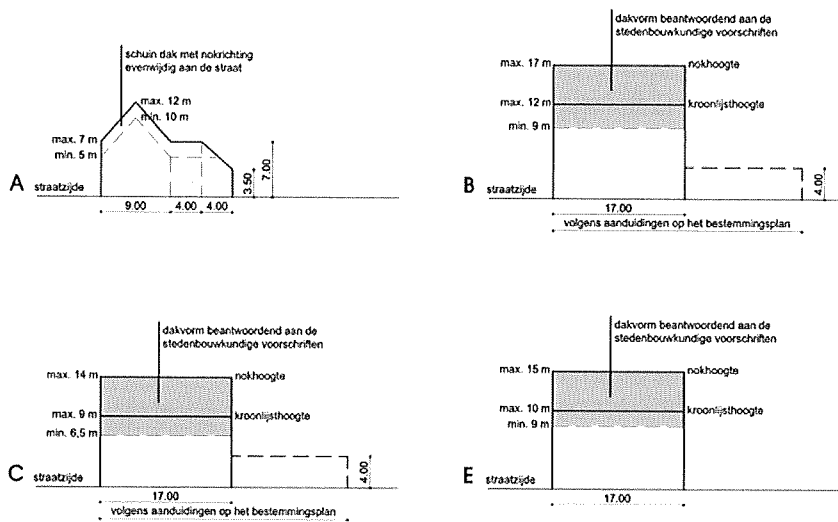 schuin dak met nokrichting
evenwijdig aan de straat
max. 12 m
min. 10 m
max. 7 m
min. 5 m
A
straatzijde
3.50
7.00
9.00 4.00 4.00
dakvorm beantwoordend aan de
stedenbouwkundige voorschriften
max. 17 m nokhoogte
max. 12 m kroonlijsthoogte
min. 9 m
B
straatzijde
4.00
17.00
volgens aanduidingen op het bestemmingsplan
dakvorm beantwoordend aan de
stedenbouwkundige voorschriften
max. 14 m nokhoogte
max. 9 m kroonlijsthoogte
min. 6,5 m
C
straatzijde
4.00
17.00
volgens aanduidingen op het bestemmingsplan
dakvorm beantwoordend aan de
stedenbouwkundige voorschriften
max. 15 m nokhoogte
max. 10 m kroonlijsthoogte
min. 9 m
E
straatzijde
17.00